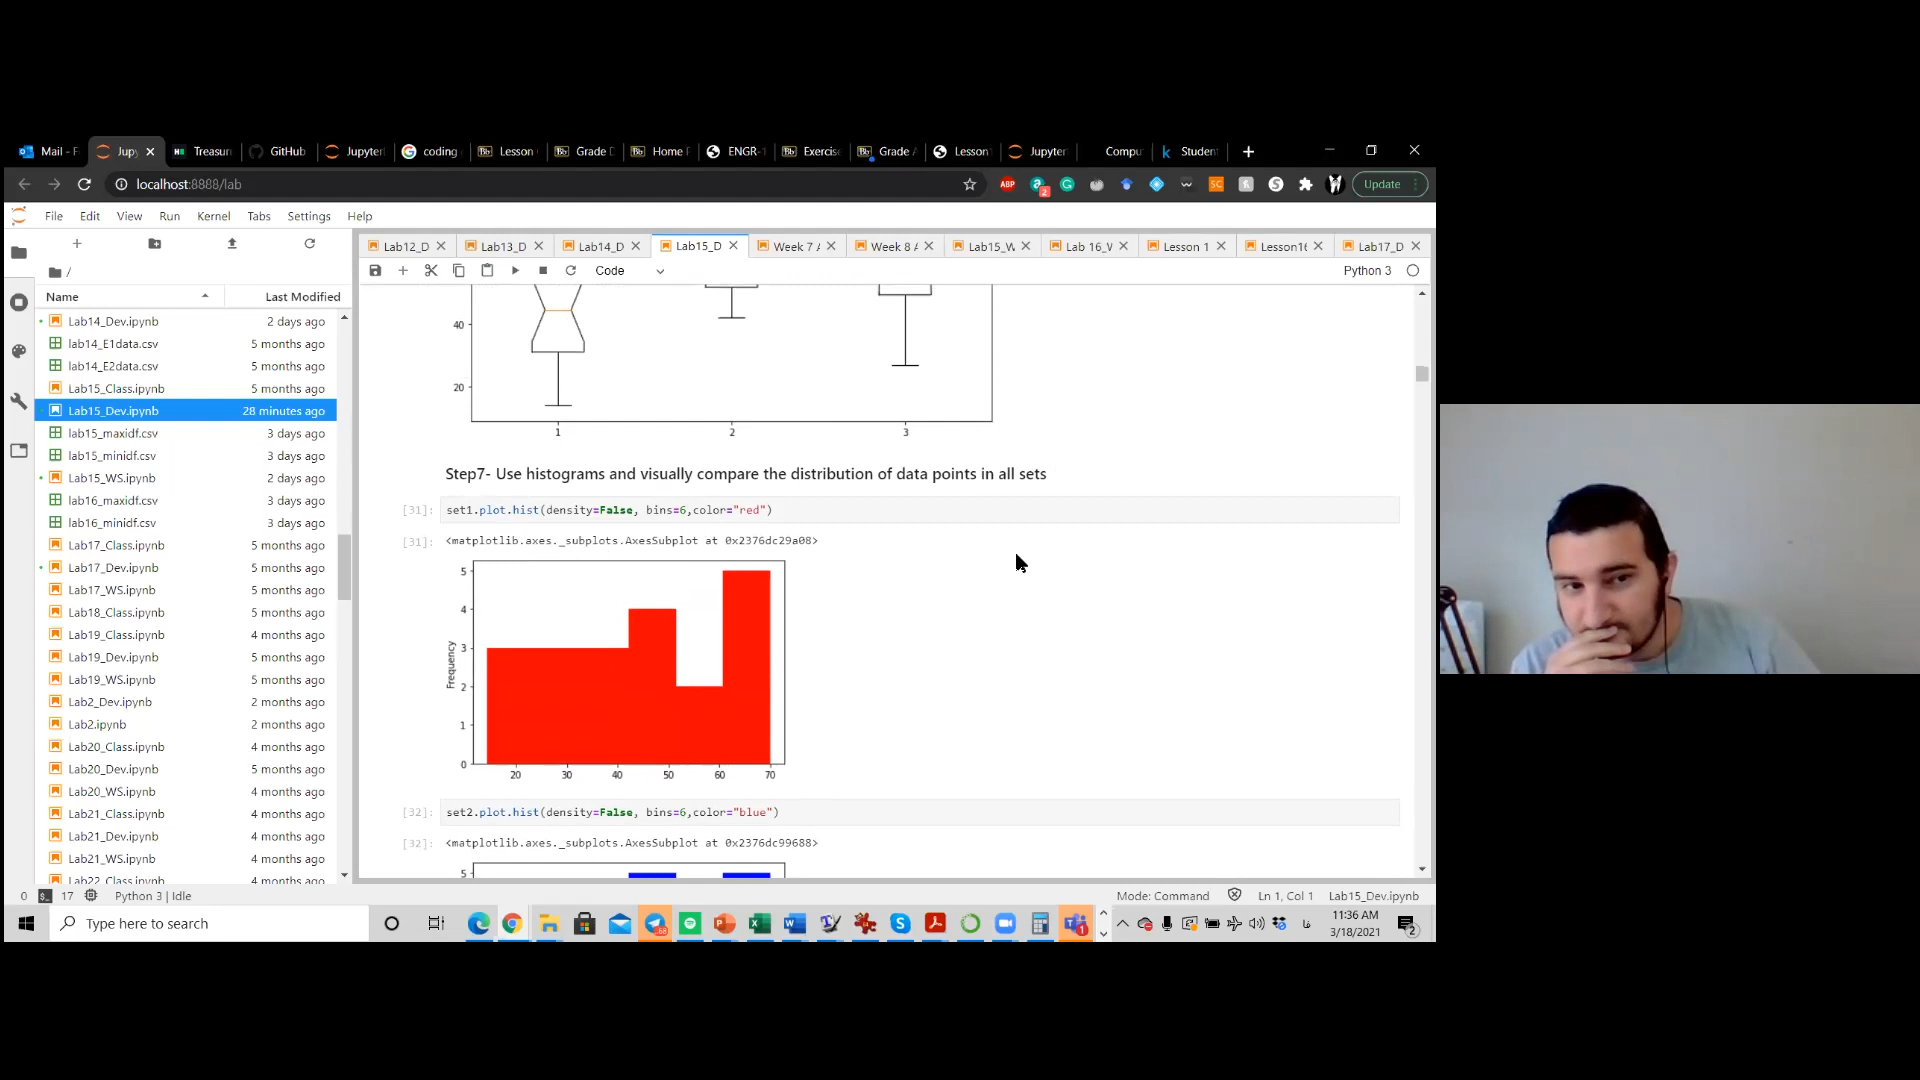 Mail - F
Jupy
Treasur
GitHub
Jupyter
coding
Lesson
Grade D
Home P
ENGR-1
Exercise
Grade A
Lesson
Jupyter
Compu
Student
localhost:8888/lab
Update
File Edit View Run Kernel Tabs Settings Help
Lab12_D
Lab13_D
Lab14_D
Lab15_D
Week 7 A
Week 8 A
Lab15_W
Lab 16_V
Lesson 1
Lesson16
Lab17_D
Code
Python 3
/
Name Last Modified
Lab14_Dev.ipynb 2 days ago
lab14_E1data.csv 5 months ago
lab14_E2data.csv 5 months ago
Lab15_Class.ipynb 5 months ago
Lab15_Dev.ipynb 28 minutes ago
lab15_maxidf.csv 3 days ago
lab15_minidf.csv 3 days ago
Lab15_WS.ipynb 2 days ago
lab16_maxidf.csv 3 days ago
lab16_minidf.csv 3 days ago
Lab17_Class.ipynb 5 months ago
Lab17_Dev.ipynb 5 months ago
Lab17_WS.ipynb 5 months ago
Lab18_Class.ipynb 5 months ago
Lab19_Class.ipynb 4 months ago
Lab19_Dev.ipynb 5 months ago
Lab19_WS.ipynb 5 months ago
Lab2_Dev.ipynb 2 months ago
Lab2.ipynb 2 months ago
Lab20_Class.ipynb 4 months ago
Lab20_Dev.ipynb 5 months ago
Lab20_WS.ipynb 4 months ago
Lab21_Class.ipynb 4 months ago
Lab21_Dev.ipynb 4 months ago
Lab21_WS.ipynb 4 months ago
Lab22_Class.ipynb 4 months ago
40
20
1 2 3
Step7- Use histograms and visually compare the distribution of data points in all sets
[31]: set1.plot.hist(density=False, bins=6,color="red")
[31]: <matplotlib.axes._subplots.AxesSubplot at 0x2376dc29a08>
5
4
3
2
1
0
Frequency
20 30 40 50 60 70
[32]: set2.plot.hist(density=False, bins=6,color="blue")
[32]: <matplotlib.axes._subplots.AxesSubplot at 0x2376dc99688>
5
0 17 Python 3 | Idle
Mode: Command Ln 1, Col 1 Lab15_Dev.ipynb
Type here to search
11:36 AM
3/18/2021